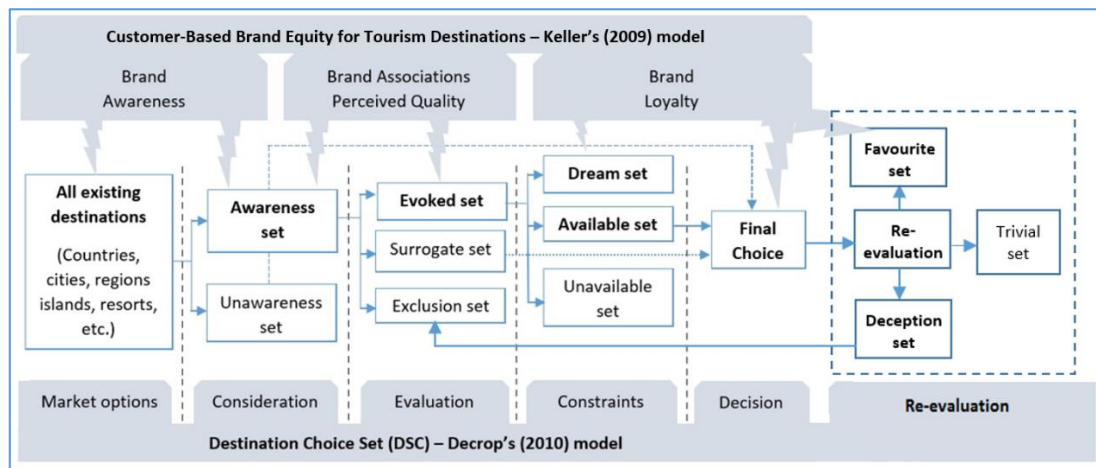 Customer-Based Brand Equity for Tourism Destinations – Keller's (2009) model
Brand
Awareness
Brand Associations
Perceived Quality
Brand
Loyalty
All existing
destinations
(Countries,
cities, regions
islands, resorts,
etc.)
Awareness
set
Unawareness
set
Evoked set
Surrogate set
Exclusion set
Dream set
Available set
Unavailable
set
Final
Choice
Favourite
set
Re-
evaluation
Trivial
set
Deception
set
Market options
Consideration
Evaluation
Constraints
Decision
Re-evaluation
Destination Choice Set (DSC) – Decrop's (2010) model